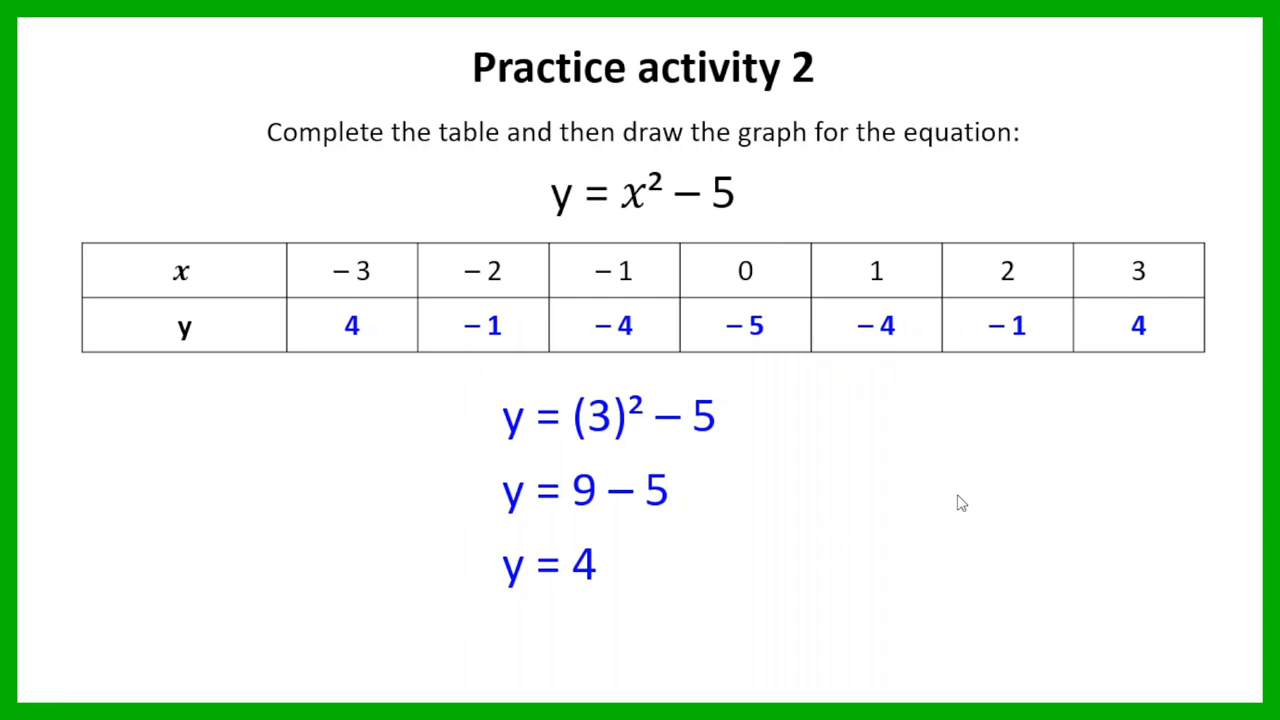 Practice activity 2
Complete the table and then draw the graph for the equation:
y = x² – 5
x – 3 – 2 – 1 0 1 2 3
y 4 – 1 – 4 – 5 – 4 – 1 4
y = (3)² – 5
y = 9 – 5
y = 4